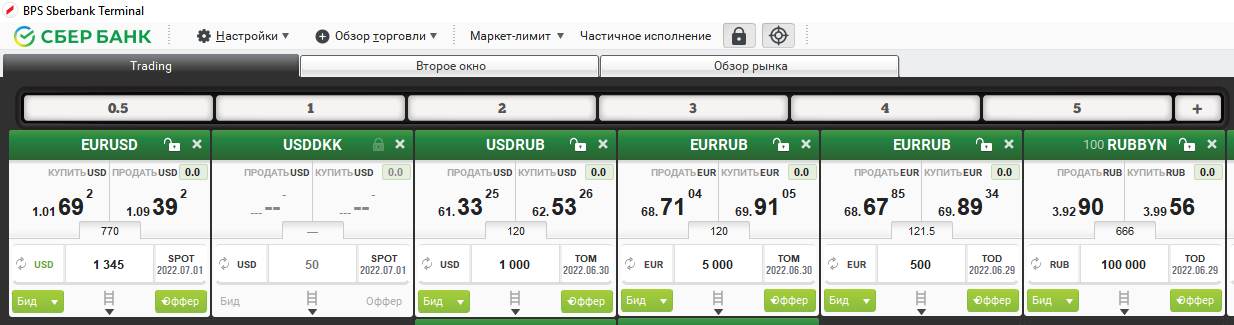 BPS Sberbank Terminal
СБЕР БАНК Настройки Обзор торговли Маркет-лимит Частичное исполнение
Trading Второе окно Обзор рынка
0.5 1 2 3 4 5 +
EURUSD USDDKK USDRUB EURRUB EURRUB 100 RUBBYN
КУПИТЬ USD ПРОДАТЬ USD 0.0 ПРОДАТЬ USD КУПИТЬ USD 0.0 ПРОДАТЬ USD КУПИТЬ USD 0.0 ПРОДАТЬ EUR КУПИТЬ EUR 0.0 ПРОДАТЬ EUR КУПИТЬ EUR 0.0 ПРОДАТЬ RUB КУПИТЬ RUB 0.0
1.01 69 2 1.09 39 2 ... -- - ... -- - 61. 33 25 62. 53 26 68. 71 04 69. 91 05 68. 67 85 69. 89 34 3.92 90 3.99 56
770 — 120 120 121.5 666
USD 1 345 SPOT USD 50 SPOT USD 1 000 TOM EUR 5 000 TOM EUR 500 TOD RUB 100 000 TOD
2022.07.01 2022.07.01 2022.06.30 2022.06.30 2022.06.29 2022.06.29
Бид Оффер Бид Оффер Бид Оффер Бид Оффер Бид Оффер Бид Оффер